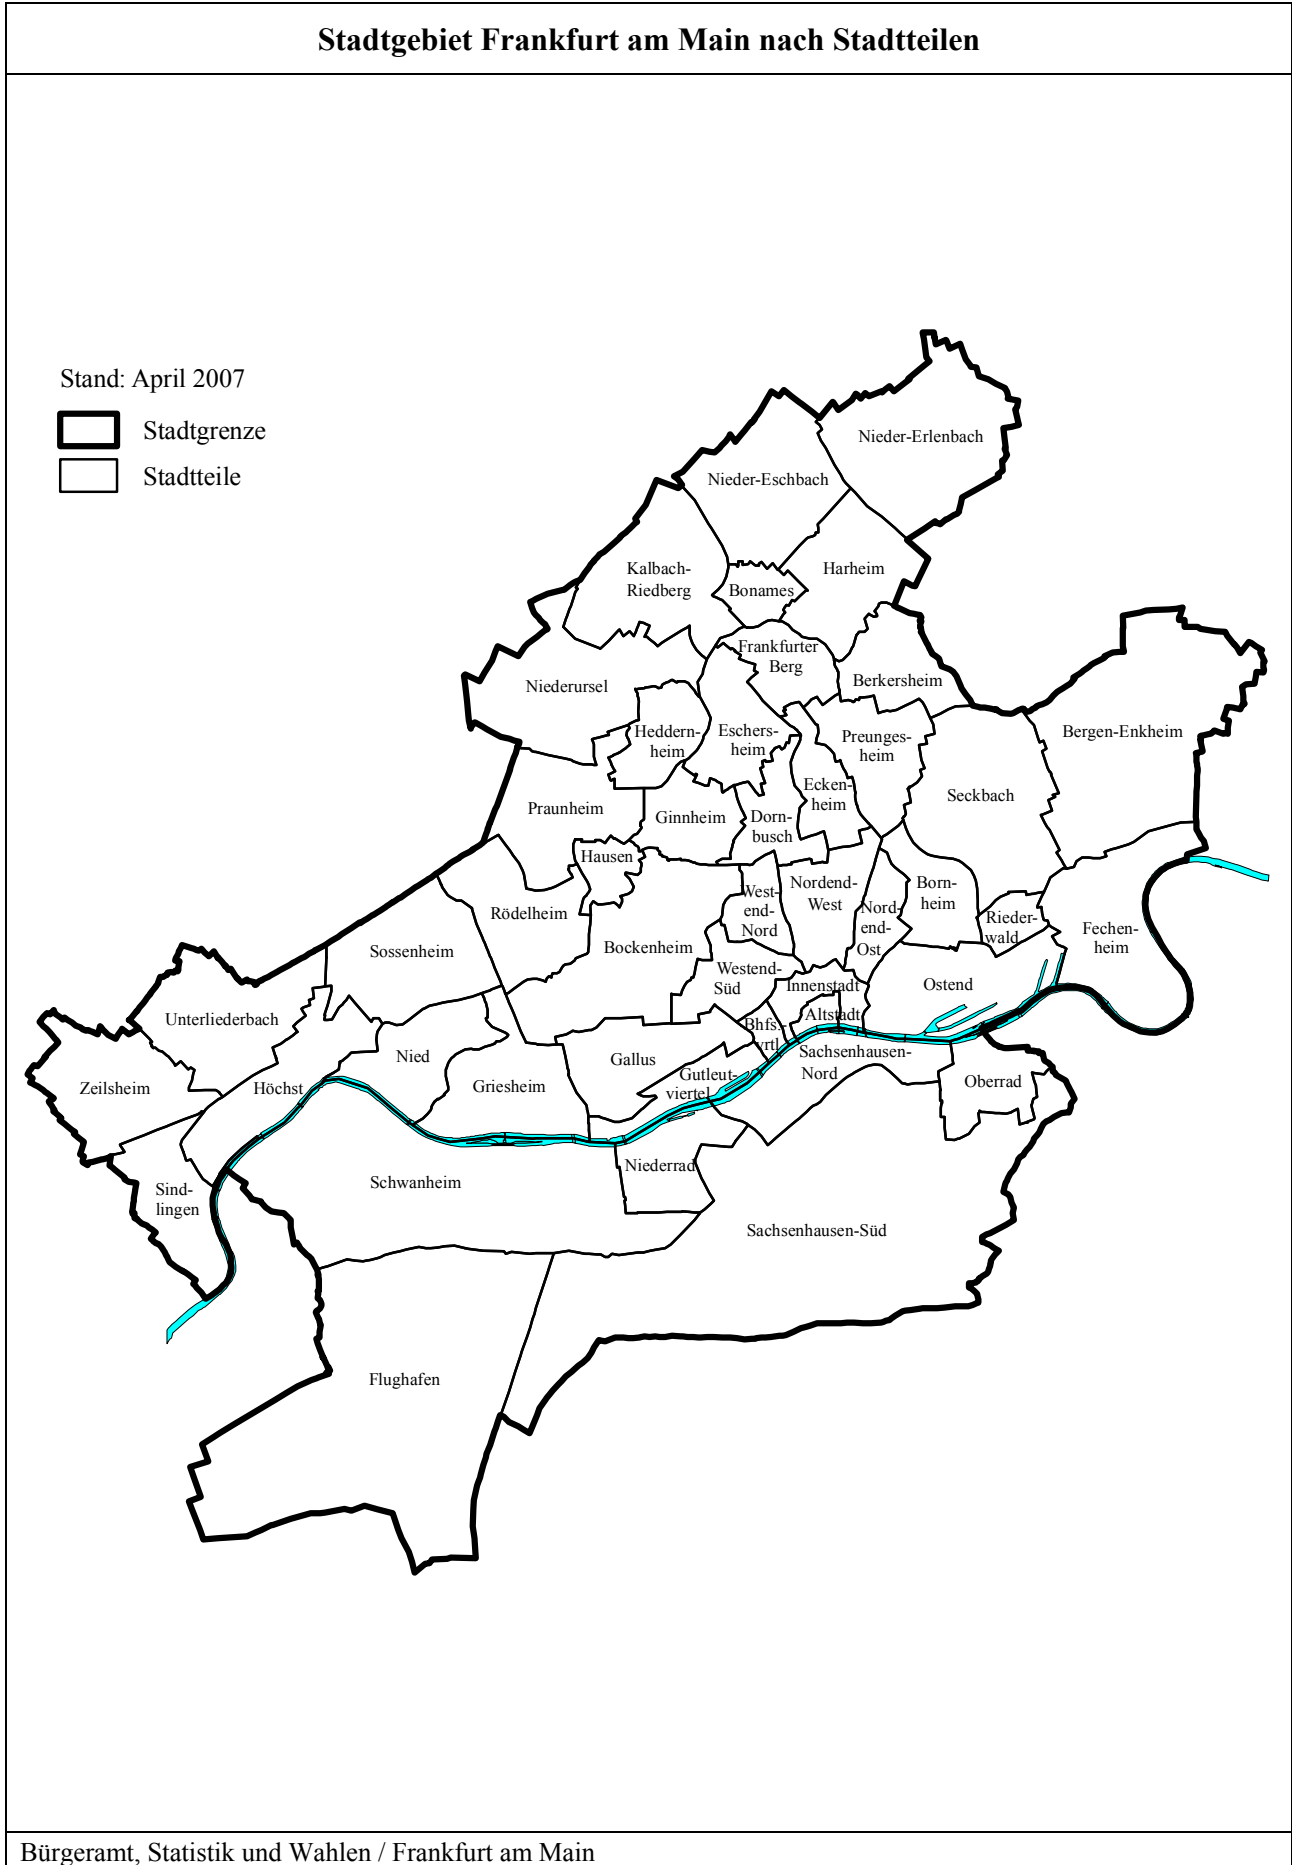 Stadtgebiet Frankfurt am Main nach Stadtteilen
Stand: April 2007
Stadtgrenze
Stadtteile
Nieder-Erlenbach
Nieder-Eschbach
Kalbach-
Riedberg
Harheim
Bonames
Frankfurter
Berg
Berkersheim
Niederursel
Heddern-
heim
Eschers-
heim
Preunges-
heim
Bergen-Enkheim
Ecken-
heim
Seckbach
Praunheim
Ginnheim
Dorn-
busch
Hausen
West-
end-
Nord
Nordend-
West
Nord-
end-
Ost
Born-
heim
Rödelheim
Rieder-
wald
Fechen-
heim
Sossenheim
Bockenheim
Westend-
Süd
Innenstadt
Ostend
Unterliederbach
Altstadt
Bhfs.-
vrtl.
Nied
Gallus
Sachsenhausen-
Nord
Zeilsheim
Höchst
Griesheim
Gutleut-
viertel
Oberrad
Niederrad
Schwanheim
Sind-
lingen
Sachsenhausen-Süd
Flughafen
Bürgeramt, Statistik und Wahlen / Frankfurt am Main